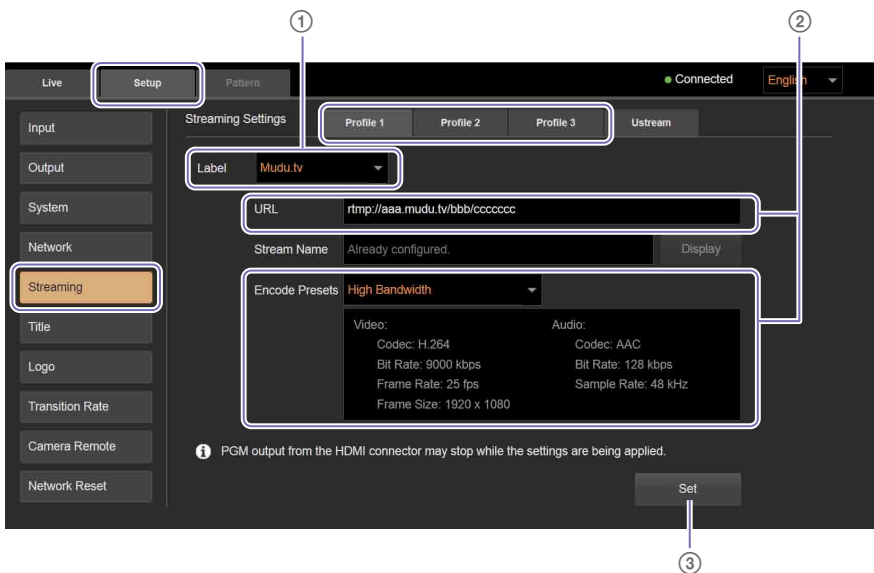 ① ②
Live Setup Pattern Connected English
Streaming Settings Profile 1 Profile 2 Profile 3 Ustream
Input
Label Mudu.tv
Output
System
URL rtmp://aaa.mudu.tv/bbb/ccccccc
Network
Stream Name Already configured. Display
Streaming
Encode Presets High Bandwidth
Title
Video: Audio:
Codec: H.264 Codec: AAC
Logo
Bit Rate: 9000 kbps Bit Rate: 128 kbps
Frame Rate: 25 fps Sample Rate: 48 kHz
Transition Rate
Frame Size: 1920 x 1080
Camera Remote
PGM output from the HDMI connector may stop while the settings are being applied.
Network Reset
Set
③